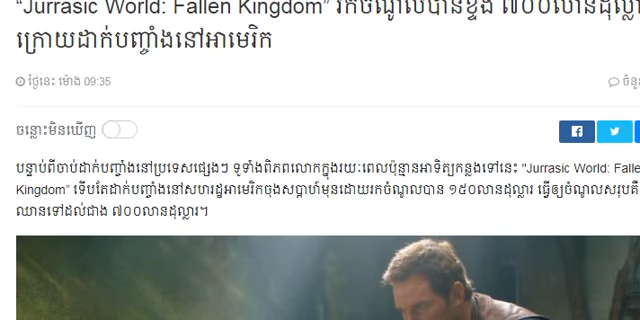 “Jurrasic World: Fallen Kingdom” រកចំណូលបានខ្ទង់ ៧០០លានដុល្លារ
ក្រោយដាក់បញ្ចាំងនៅអាមេរិក
ថ្ងៃនេះ ម៉ោង 09:35
ចន្លោះមិនឃើញ
បន្ទាប់ពីចាប់ដាក់បញ្ចាំងនៅប្រទេសផ្សេងៗ ទូទាំងពិភពលោកក្នុងរយៈពេលប៉ុន្មានអាទិត្យកន្លងទៅនេះ "Jurrasic World: Falle
Kingdom" ទើបតែដាក់បញ្ចាំងនៅសហរដ្ឋអាមេរិកចុងសប្ដាហ៍មុនដោយរកចំណូលបាន ១៥០លានដុល្លារ ធ្វើឲ្យចំណូលសរុបគឺ
ឈានទៅដល់ជាង ៧០០លានដុល្លារ។